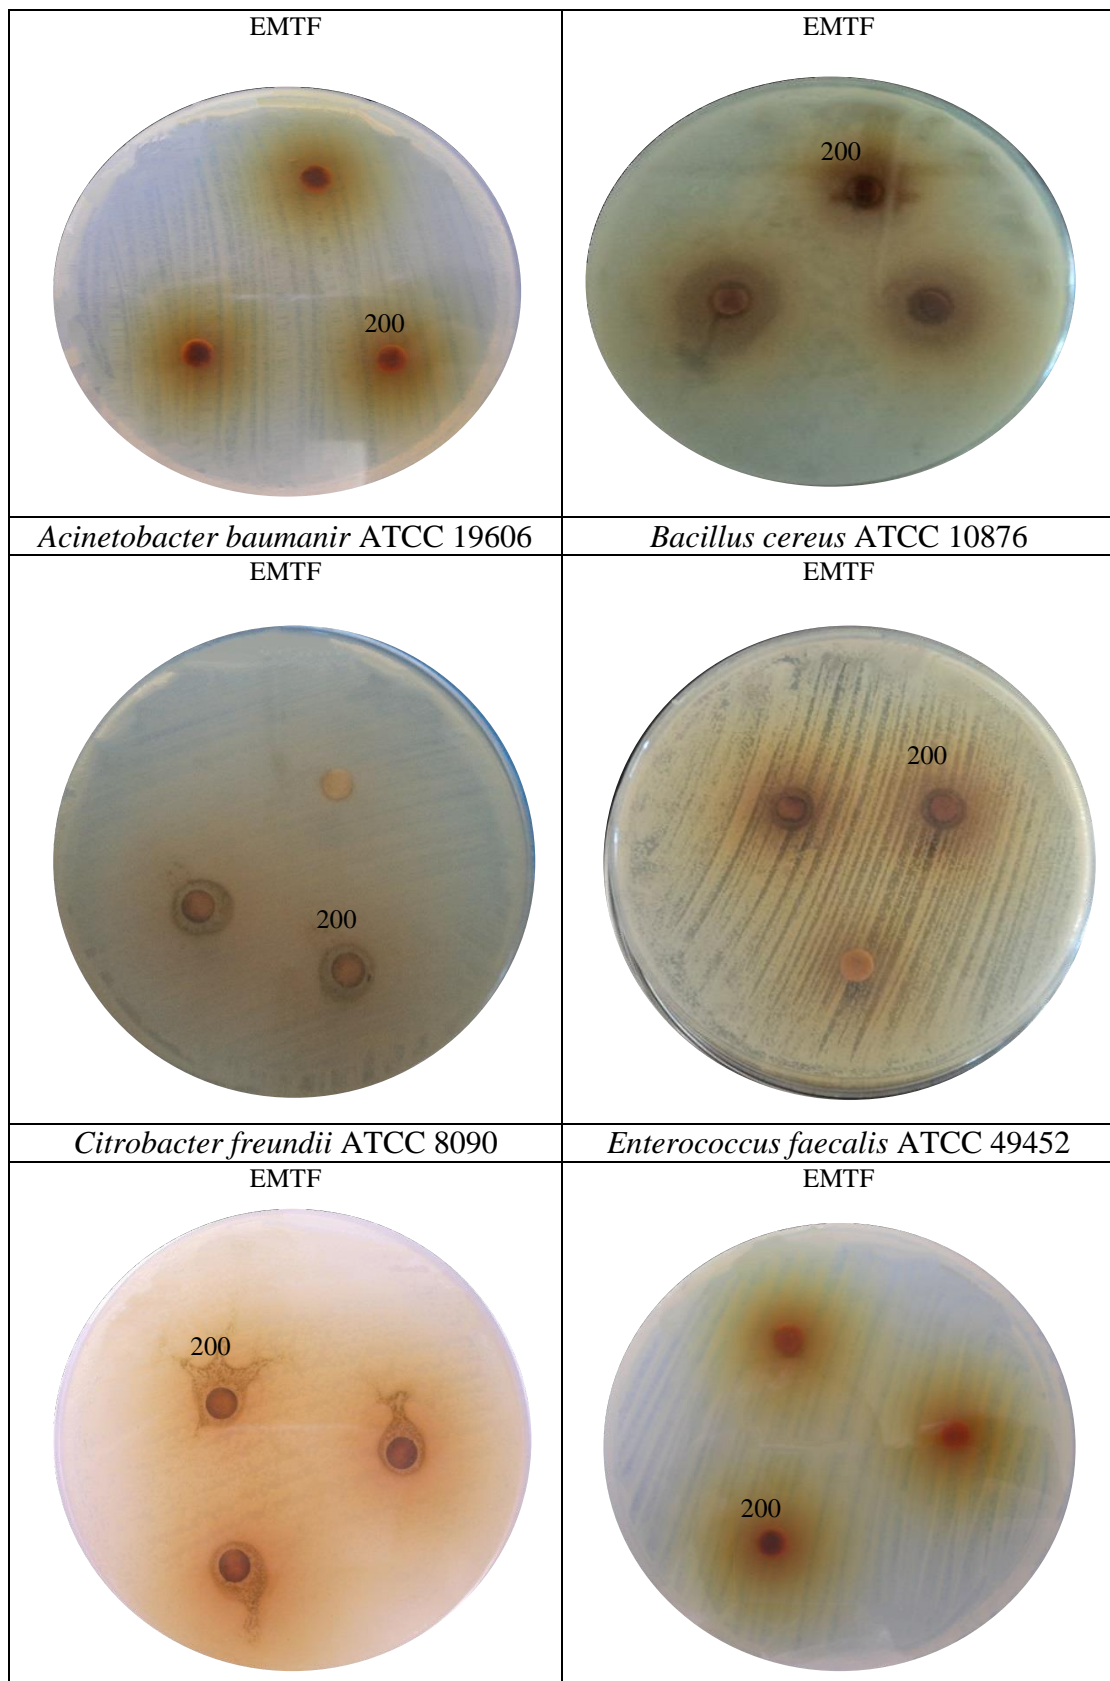 EMTF
EMTF
200
200
Acinetobacter baumanir ATCC 19606
Bacillus cereus ATCC 10876
EMTF
EMTF
200
200
Citrobacter freundii ATCC 8090
Enterococcus faecalis ATCC 49452
EMTF
EMTF
200
200